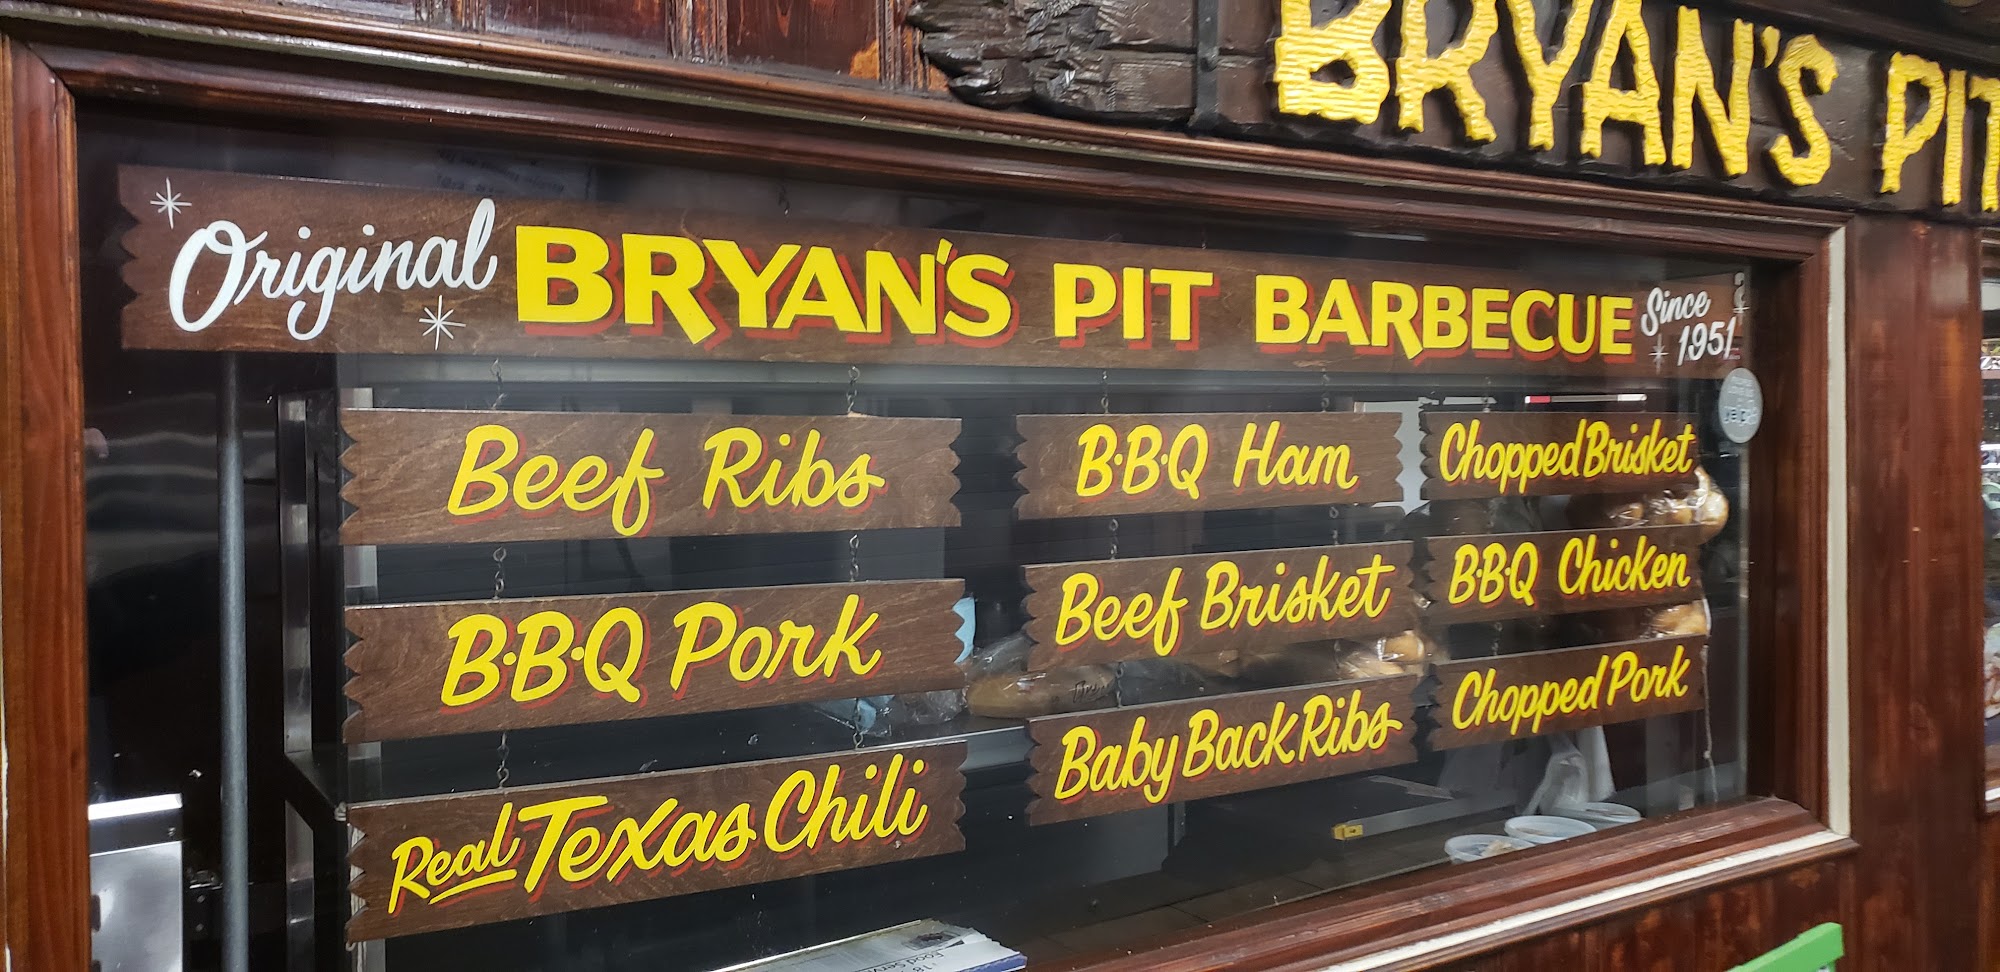 BRYAN'S PIT
Original BRYAN'S PIT BARBECUE Since 1951
Beef Ribs
B·B·Q Pork
Real Texas Chili
B·B·Q Ham
Beef Brisket
Baby Back Ribs
Chopped Brisket
B·B·Q Chicken
Chopped Pork